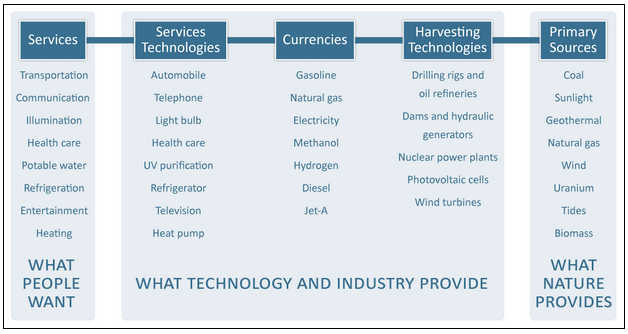 Services
Services
Technologies
Currencies
Harvesting
Technologies
Primary
Sources
Transportation
Communication
Illumination
Health care
Potable water
Refrigeration
Entertainment
Heating
Automobile
Telephone
Light bulb
Health care
UV purification
Refrigerator
Television
Heat pump
Gasoline
Natural gas
Electricity
Methanol
Hydrogen
Diesel
Jet-A
Drilling rigs and
oil refineries
Dams and hydraulic
generators
Nuclear power plants
Photovoltaic cells
Wind turbines
Coal
Sunlight
Geothermal
Natural gas
Wind
Uranium
Tides
Biomass
WHAT
PEOPLE
WANT
WHAT TECHNOLOGY AND INDUSTRY PROVIDE
WHAT
NATURE
PROVIDES